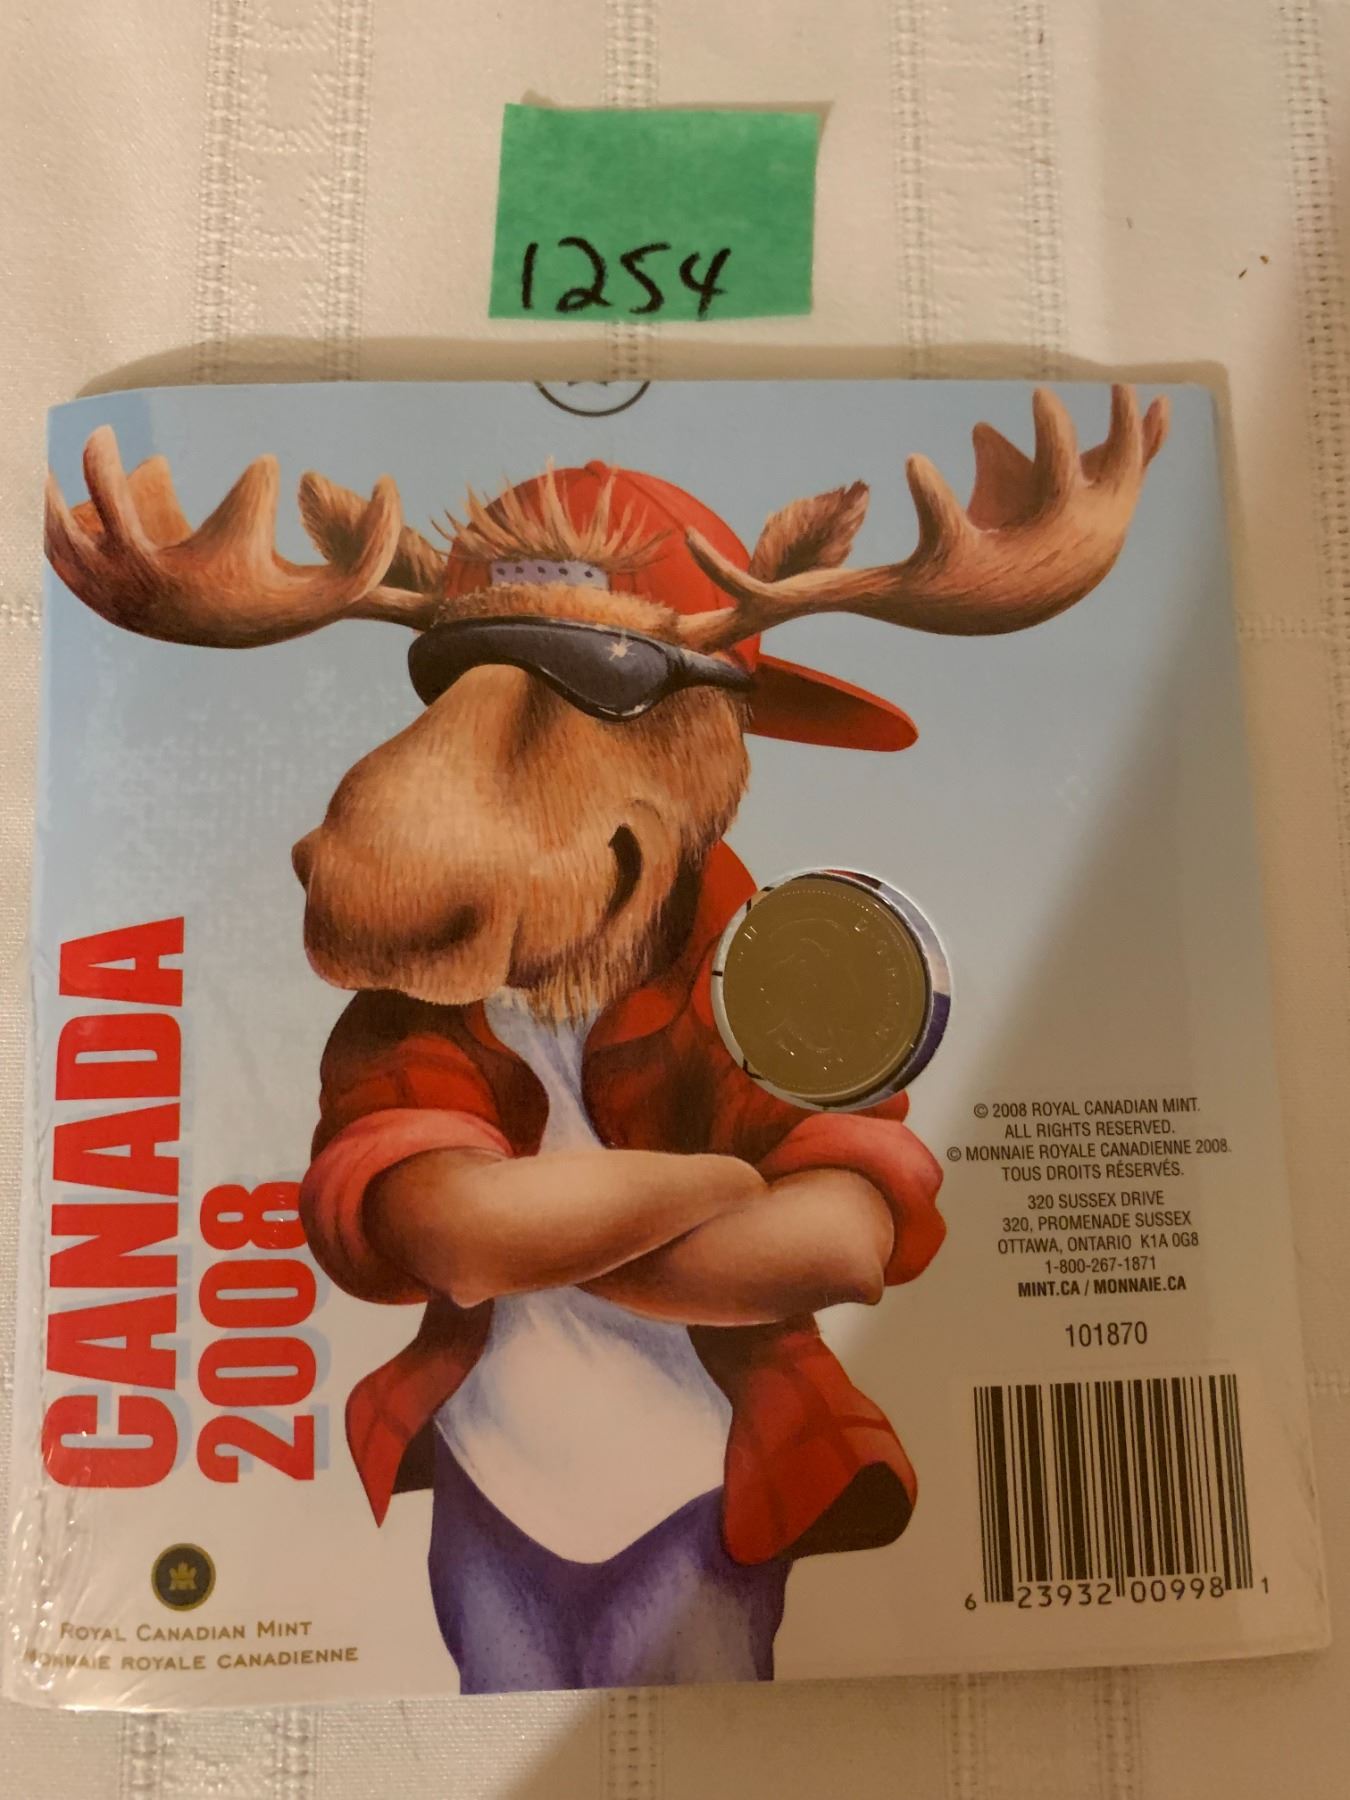 1254
CANADA
2008
© 2008 ROYAL CANADIAN MINT.
ALL RIGHTS RESERVED.
© MONNAIE ROYALE CANADIENNE 2008.
TOUS DROITS RÉSERVÉS.
320 SUSSEX DRIVE
320, PROMENADE SUSSEX
OTTAWA, ONTARIO K1A 0G8
1-800-267-1871
MINT.CA / MONNAIE.CA
101870
6 23932 00998 1
ROYAL CANADIAN MINT
MONNAIE ROYALE CANADIENNE